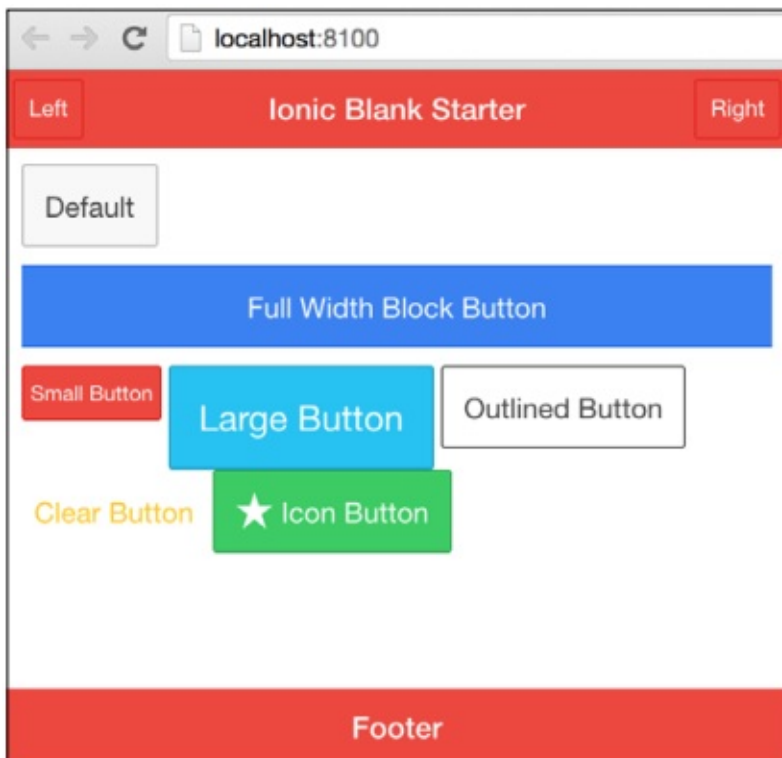 localhost:8100
Left Ionic Blank Starter Right
Default
Full Width Block Button
Small Button Large Button Outlined Button
Clear Button Icon Button
Footer